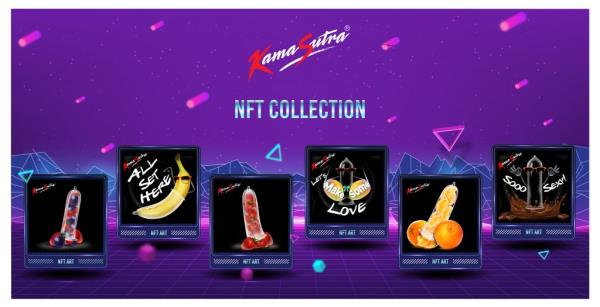 KamaSutra®
NFT COLLECTION
KamaSutra
NFT ART
KamaSutra
ALL
SET
HERE
NFT ART
KamaSutra
NFT ART
KamaSutra
LET'S
Make
Some
LOVE
NFT ART
KamaSutra
NFT ART
KamaSutra
SOOO
SEXY!
NFT ART